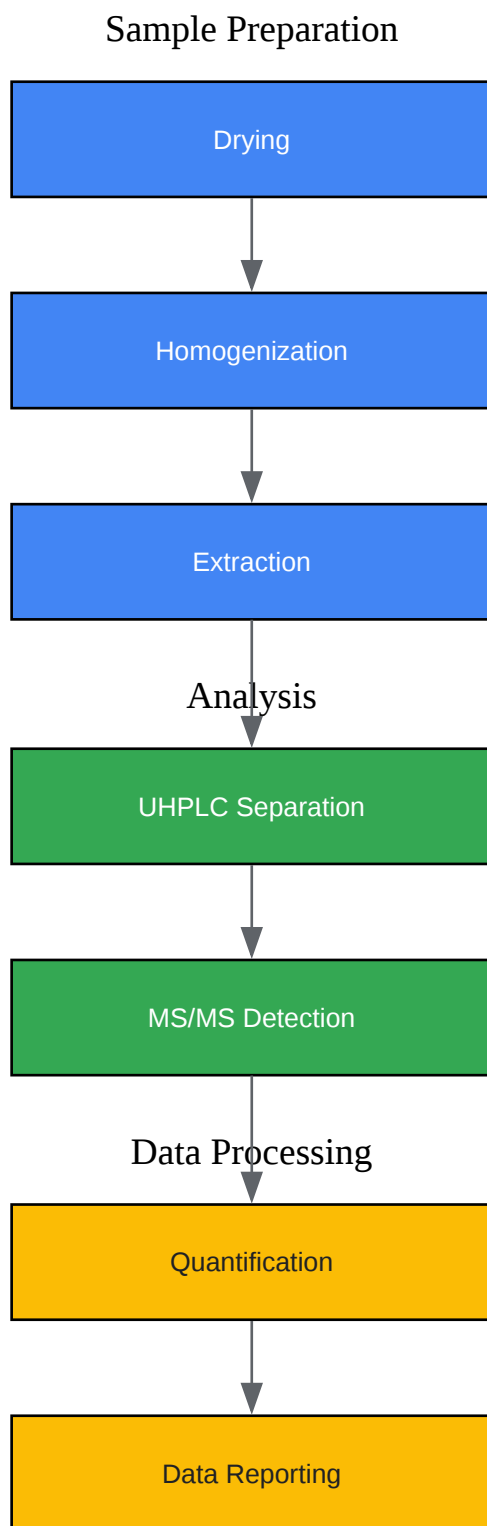 Sample Preparation
Drying
Homogenization
Extraction
Analysis
UHPLC Separation
MS/MS Detection
Data Processing
Quantification
Data Reporting